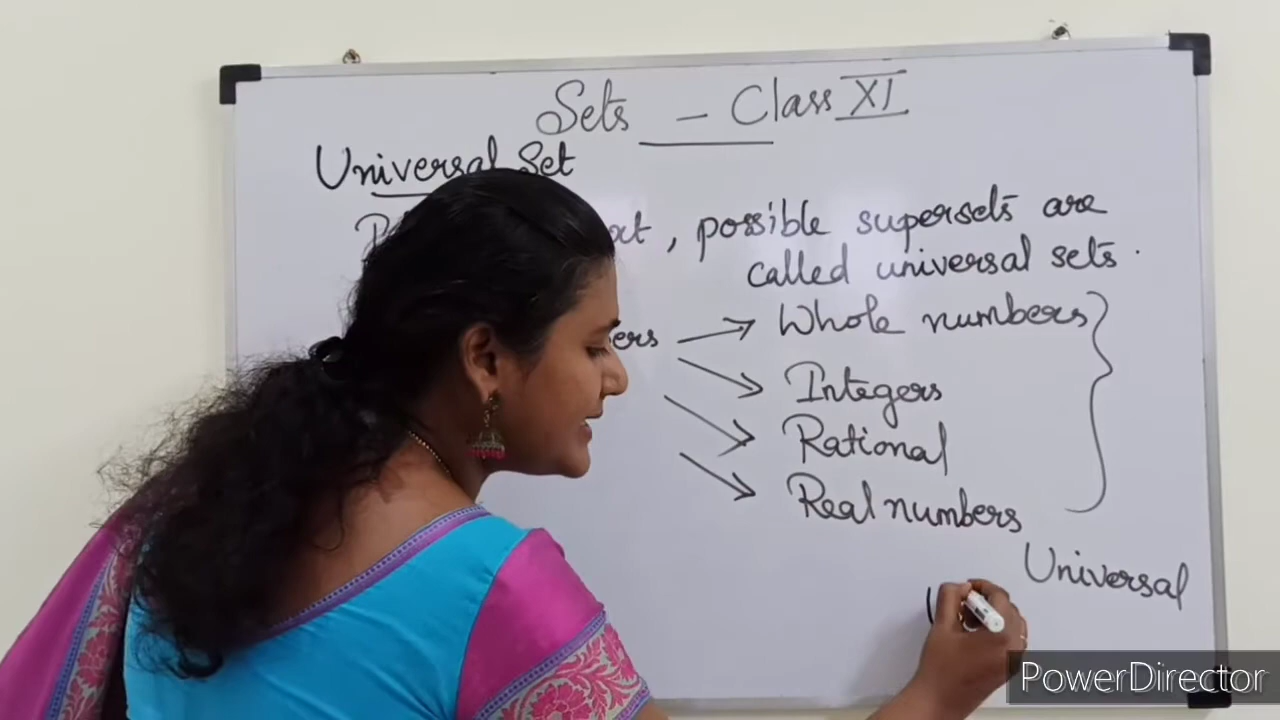 Sets - Class XI
Universal Set
, possible supersets are
called universal sets.
Whole numbers
Integers
Rational
Real numbers
Universal
PowerDirector